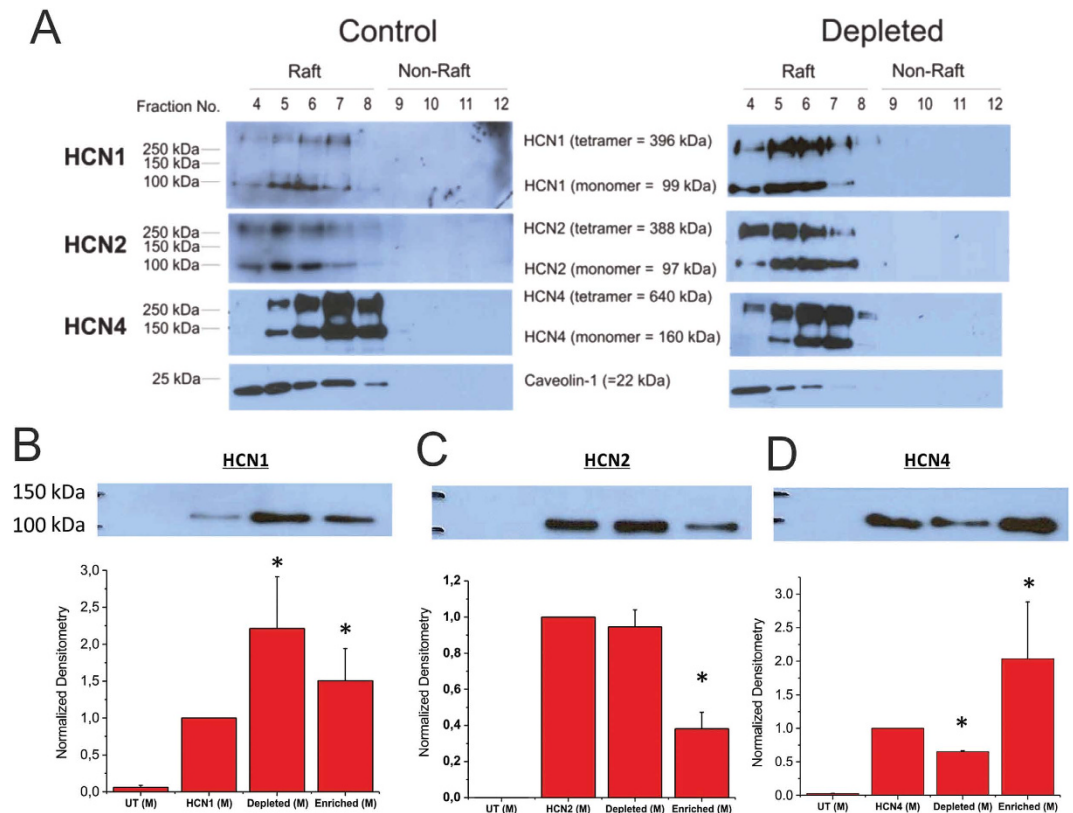 A
Control
Depleted
Raft Non-Raft
Raft Non-Raft
Fraction No. 4 5 6 7 8 9 10 11 12
4 5 6 7 8 9 10 11 12
HCN1
250 kDa
150 kDa
100 kDa
HCN1 (tetramer = 396 kDa)
HCN1 (monomer = 99 kDa)
HCN2
250 kDa
150 kDa
100 kDa
HCN2 (tetramer = 388 kDa)
HCN2 (monomer = 97 kDa)
HCN4
250 kDa
150 kDa
HCN4 (tetramer = 640 kDa)
HCN4 (monomer = 160 kDa)
25 kDa
Caveolin-1 (=22 kDa)
B
HCN1
150 kDa
100 kDa
Normalized Densitometry
3,0
2,5
2,0
1,5
1,0
0,5
0,0
*
*
UT (M) HCN1 (M) Depleted (M) Enriched (M)
C
HCN2
Normalized Densitometry
1,2
1,0
0,8
0,6
0,4
0,2
0,0
*
UT (M) HCN2 (M) Depleted (M) Enriched (M)
D
HCN4
Normalized Densitometry
3.0
2.5
2.0
1.5
1.0
0.5
0.0
*
*
UT (M) HCN4 (M) Depleted (M) Enriched (M)